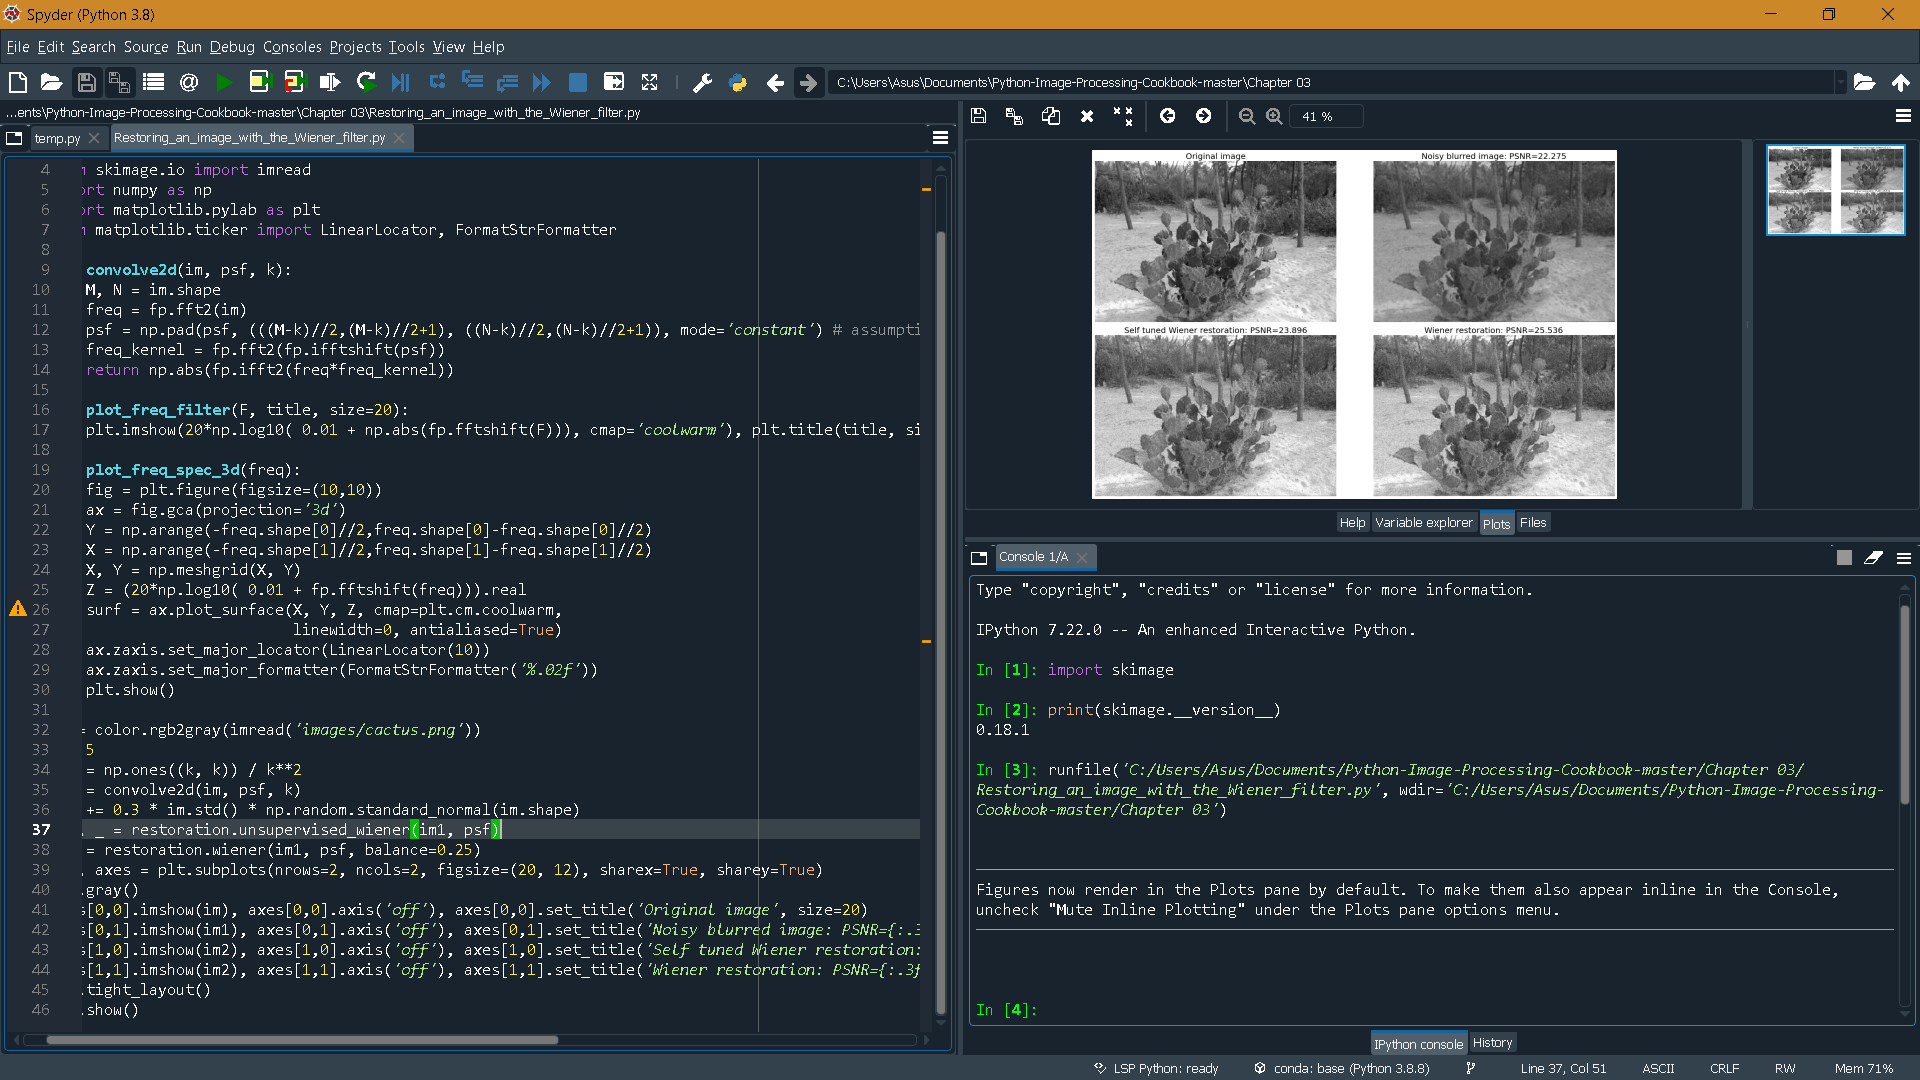 Spyder (Python 3.8)
File Edit Search Source Run Debug Consoles Projects Tools View Help
C:\Users\Asus\Documents\Python-Image-Processing-Cookbook-master\Chapter 03
...ents\Python-Image-Processing-Cookbook-master\Chapter 03\Restoring_an_image_with_the_Wiener_filter.py
temp.py
Restoring_an_image_with_the_Wiener_filter.py
4 skimage.io import imread
5 ort numpy as np
6 ort matplotlib.pylab as plt
7 matplotlib.ticker import LinearLocator, FormatStrFormatter
8
9 convolve2d(im, psf, k):
10 M, N = im.shape
11 freq = fp.fft2(im)
12 psf = np.pad(psf, (((M-k)//2,(M-k)//2+1), ((N-k)//2,(N-k)//2+1)), mode='constant') # assumpti
13 freq_kernel = fp.fft2(fp.ifftshift(psf))
14 return np.abs(fp.ifft2(freq*freq_kernel))
15
16 plot_freq_filter(F, title, size=20):
17 plt.imshow(20*np.log10( 0.01 + np.abs(fp.fftshift(F))), cmap='coolwarm'), plt.title(title, si
18
19 plot_freq_spec_3d(freq):
20 fig = plt.figure(figsize=(10,10))
21 ax = fig.gca(projection='3d')
22 Y = np.arange(-freq.shape[0]//2,freq.shape[0]-freq.shape[0]//2)
23 X = np.arange(-freq.shape[1]//2,freq.shape[1]-freq.shape[1]//2)
24 X, Y = np.meshgrid(X, Y)
25 Z = (20*np.log10( 0.01 + fp.fftshift(freq))).real
26 surf = ax.plot_surface(X, Y, Z, cmap=plt.cm.coolwarm,
27 linewidth=0, antialiased=True)
28 ax.zaxis.set_major_locator(LinearLocator(10))
29 ax.zaxis.set_major_formatter(FormatStrFormatter('%.02f'))
30 plt.show()
31
32 = color.rgb2gray(imread('images/cactus.png'))
33 5
34 = np.ones((k, k)) / k**2
35 = convolve2d(im, psf, k)
36 += 0.3 * im.std() * np.random.standard_normal(im.shape)
37 , _ = restoration.unsupervised_wiener(im1, psf)
38 = restoration.wiener(im1, psf, balance=0.25)
39 , axes = plt.subplots(nrows=2, ncols=2, figsize=(20, 12), sharex=True, sharey=True)
40 .gray()
41 s[0,0].imshow(im), axes[0,0].axis('off'), axes[0,0].set_title('Original image', size=20)
42 s[0,1].imshow(im1), axes[0,1].axis('off'), axes[0,1].set_title('Noisy blurred image: PSNR={:.3
43 s[1,0].imshow(im2), axes[1,0].axis('off'), axes[1,0].set_title('Self tuned Wiener restoration:
44 s[1,1].imshow(im2), axes[1,1].axis('off'), axes[1,1].set_title('Wiener restoration: PSNR={:.3f
45 .tight_layout()
46 .show()
41 %
Original image
Noisy blurred image: PSNR=22.275
Self tuned Wiener restoration: PSNR=23.896
Wiener restoration: PSNR=25.536
Help Variable explorer Plots Files
Console 1/A
Type "copyright", "credits" or "license" for more information.
IPython 7.22.0 -- An enhanced Interactive Python.
In [1]: import skimage
In [2]: print(skimage.__version__)
0.18.1
In [3]: runfile('C:/Users/Asus/Documents/Python-Image-Processing-Cookbook-master/Chapter 03/
Restoring_an_image_with_the_Wiener_filter.py', wdir='C:/Users/Asus/Documents/Python-Image-Processing-
Cookbook-master/Chapter 03')
Figures now render in the Plots pane by default. To make them also appear inline in the Console,
uncheck "Mute Inline Plotting" under the Plots pane options menu.
In [4]:
IPython console History
LSP Python: ready conda: base (Python 3.8.8) Line 37, Col 51 ASCII CRLF RW Mem 71%